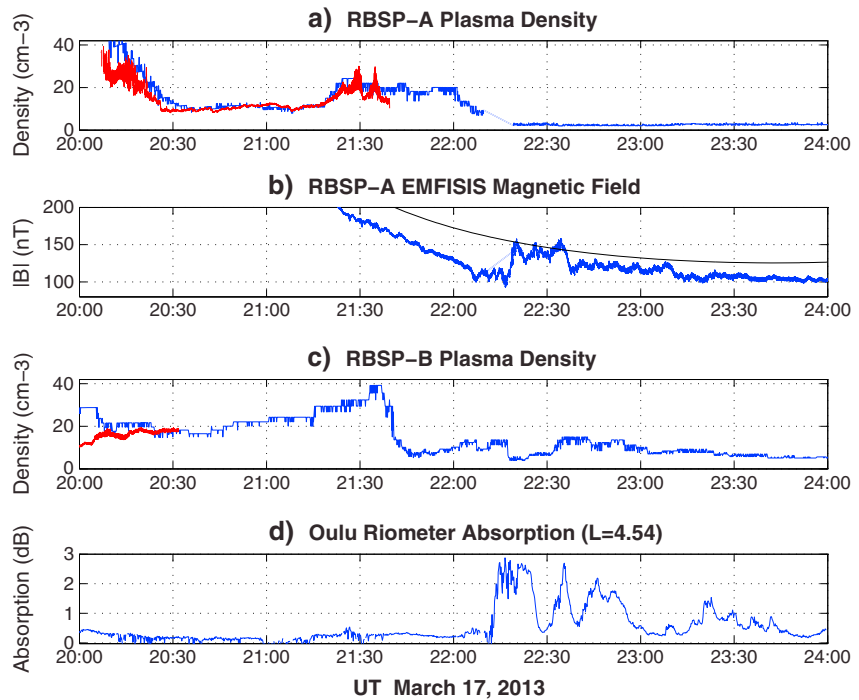 a) RBSP-A Plasma Density
Density (cm-3)
40
20
0
20:00 20:30 21:00 21:30 22:00 22:30 23:00 23:30 24:00
b) RBSP-A EMFISIS Magnetic Field
|B| (nT)
200
150
100
20:00 20:30 21:00 21:30 22:00 22:30 23:00 23:30 24:00
c) RBSP-B Plasma Density
Density (cm-3)
40
20
0
20:00 20:30 21:00 21:30 22:00 22:30 23:00 23:30 24:00
d) Oulu Riometer Absorption (L=4.54)
Absorption (dB)
3
2
1
0
20:00 20:30 21:00 21:30 22:00 22:30 23:00 23:30 24:00
UT March 17, 2013